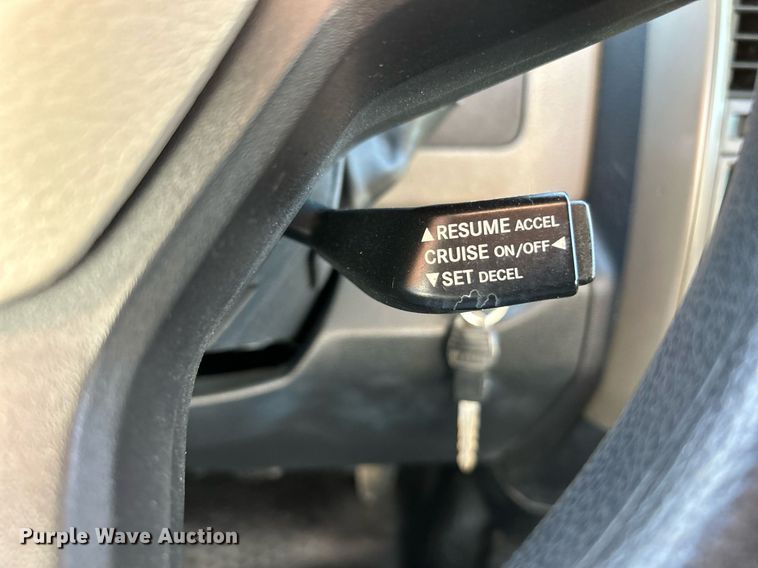 ▲RESUME ACCEL
CRUISE ON/OFF◄
▼SET DECEL
Purple Wave Auction